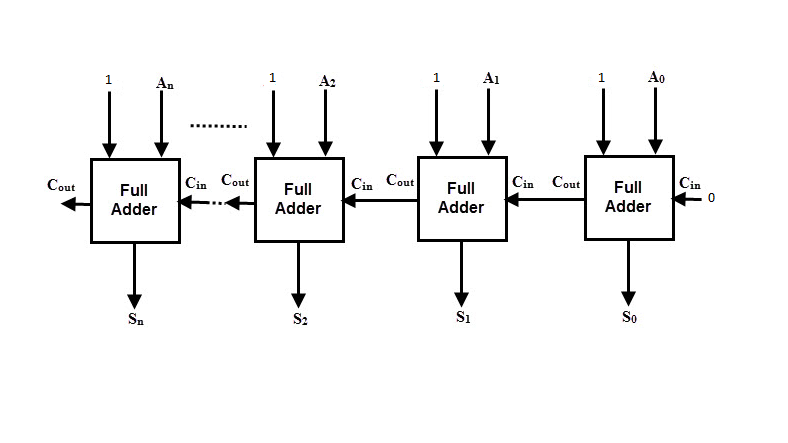 1 An 1 A2 1 A1 1 A0
Cout Full Adder Cin Cout Full Adder Cin Cout Full Adder Cin Cout Full Adder Cin 0
Sn S2 S1 S0